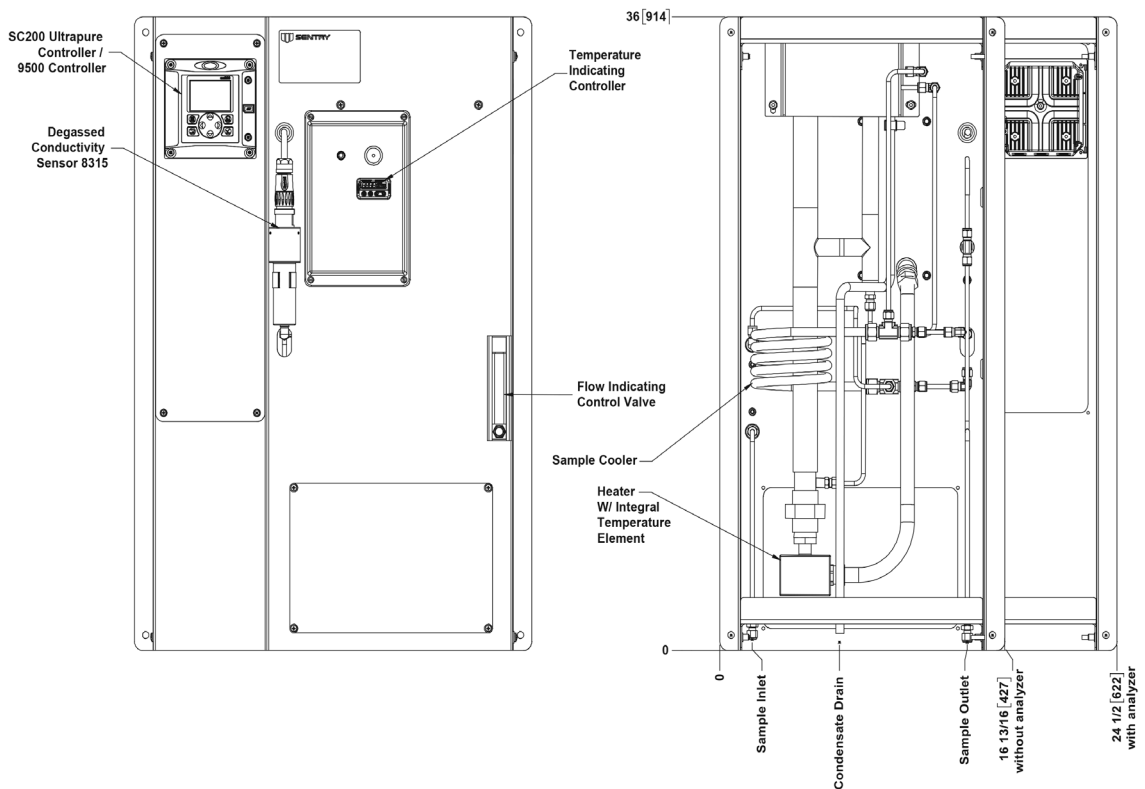 SC200 Ultrapure
Controller /
9500 Controller
Degassed
Conductivity
Sensor 8315
SENTRY
Temperature
Indicating
Controller
Flow Indicating
Control Valve
Sample Cooler
Heater
W/ Integral
Temperature
Element
36 [914]
0
0
Sample Inlet
Condensate Drain
Sample Outlet
16 13/16 [427]
without analyzer
24 1/2 [622]
with analyzer